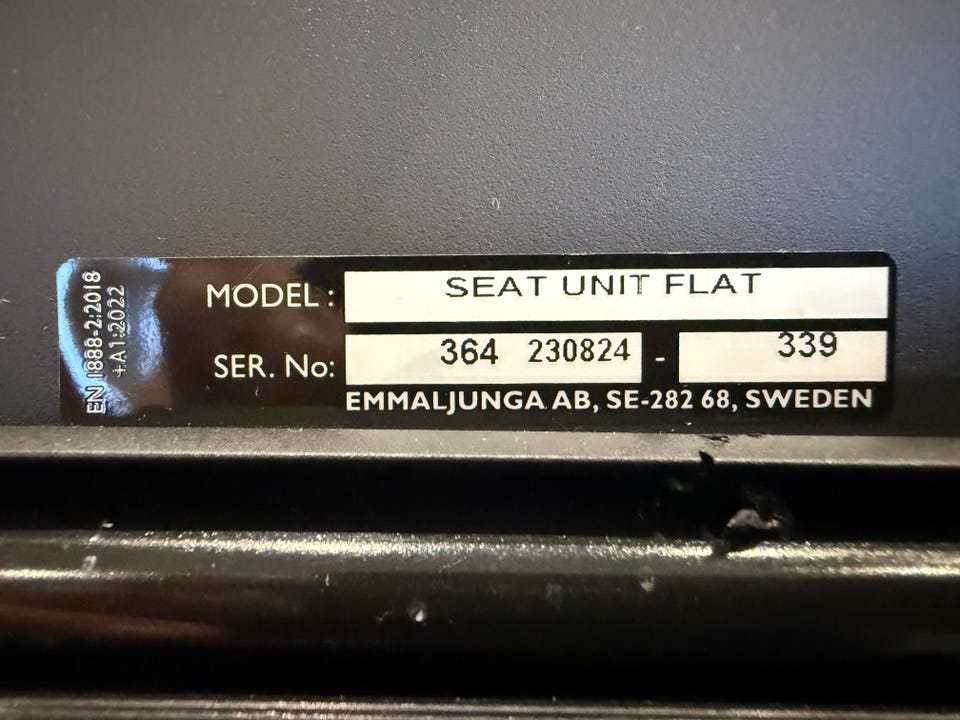 EN 1888-2:2018
+A1:2022
MODEL : SEAT UNIT FLAT
SER. No: 364 230824 - 339
EMMALJUNGA AB, SE-282 68, SWEDEN